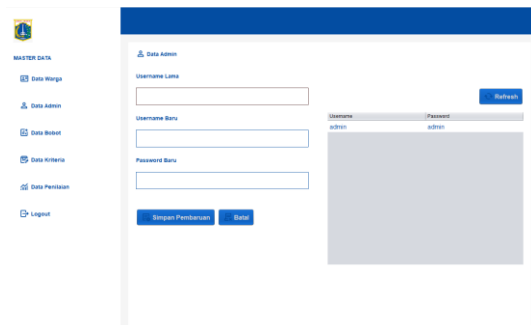 MASTER DATA
Data Warga
Data Admin
Data Bobot
Data Kriteria
Data Penilaian
Logout
Data Admin
Username Lama
Username Baru
Password Baru
Simpan Pembaruan
Batal
Refresh
Username Password
admin admin